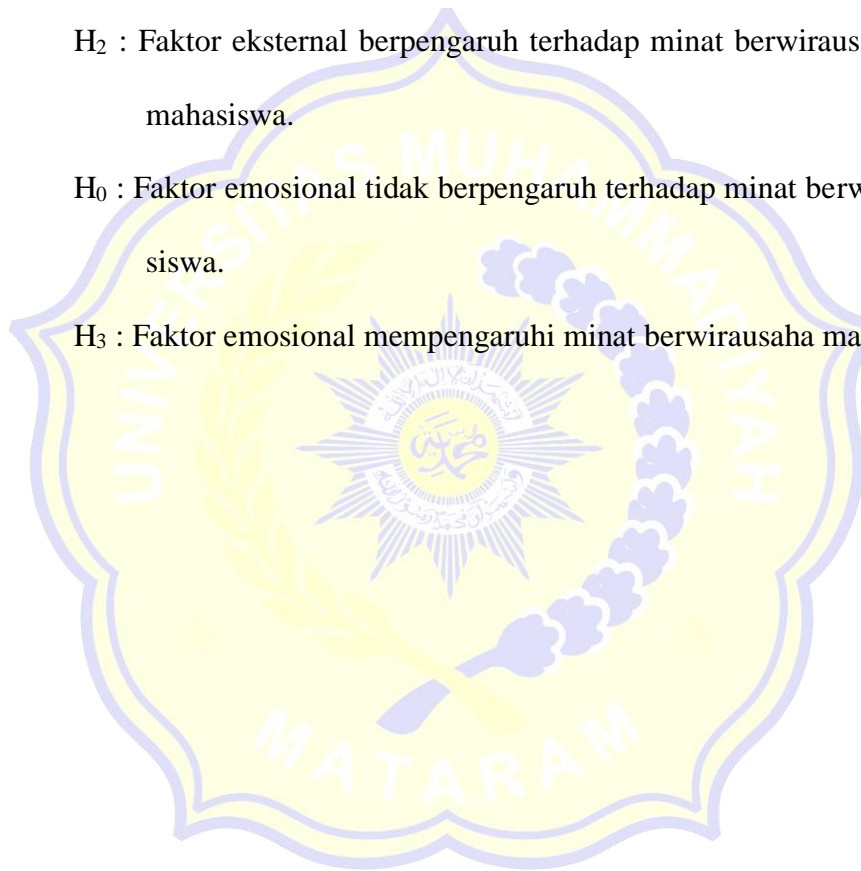 H₂ : Faktor eksternal berpengaruh terhadap minat berwiraus
mahasiswa.
H₀ : Faktor emosional tidak berpengaruh terhadap minat berw
siswa.
H₃ : Faktor emosional mempengaruhi minat berwirausaha ma
UNIVERSITAS MUHAMMADIYAH
MATARAM